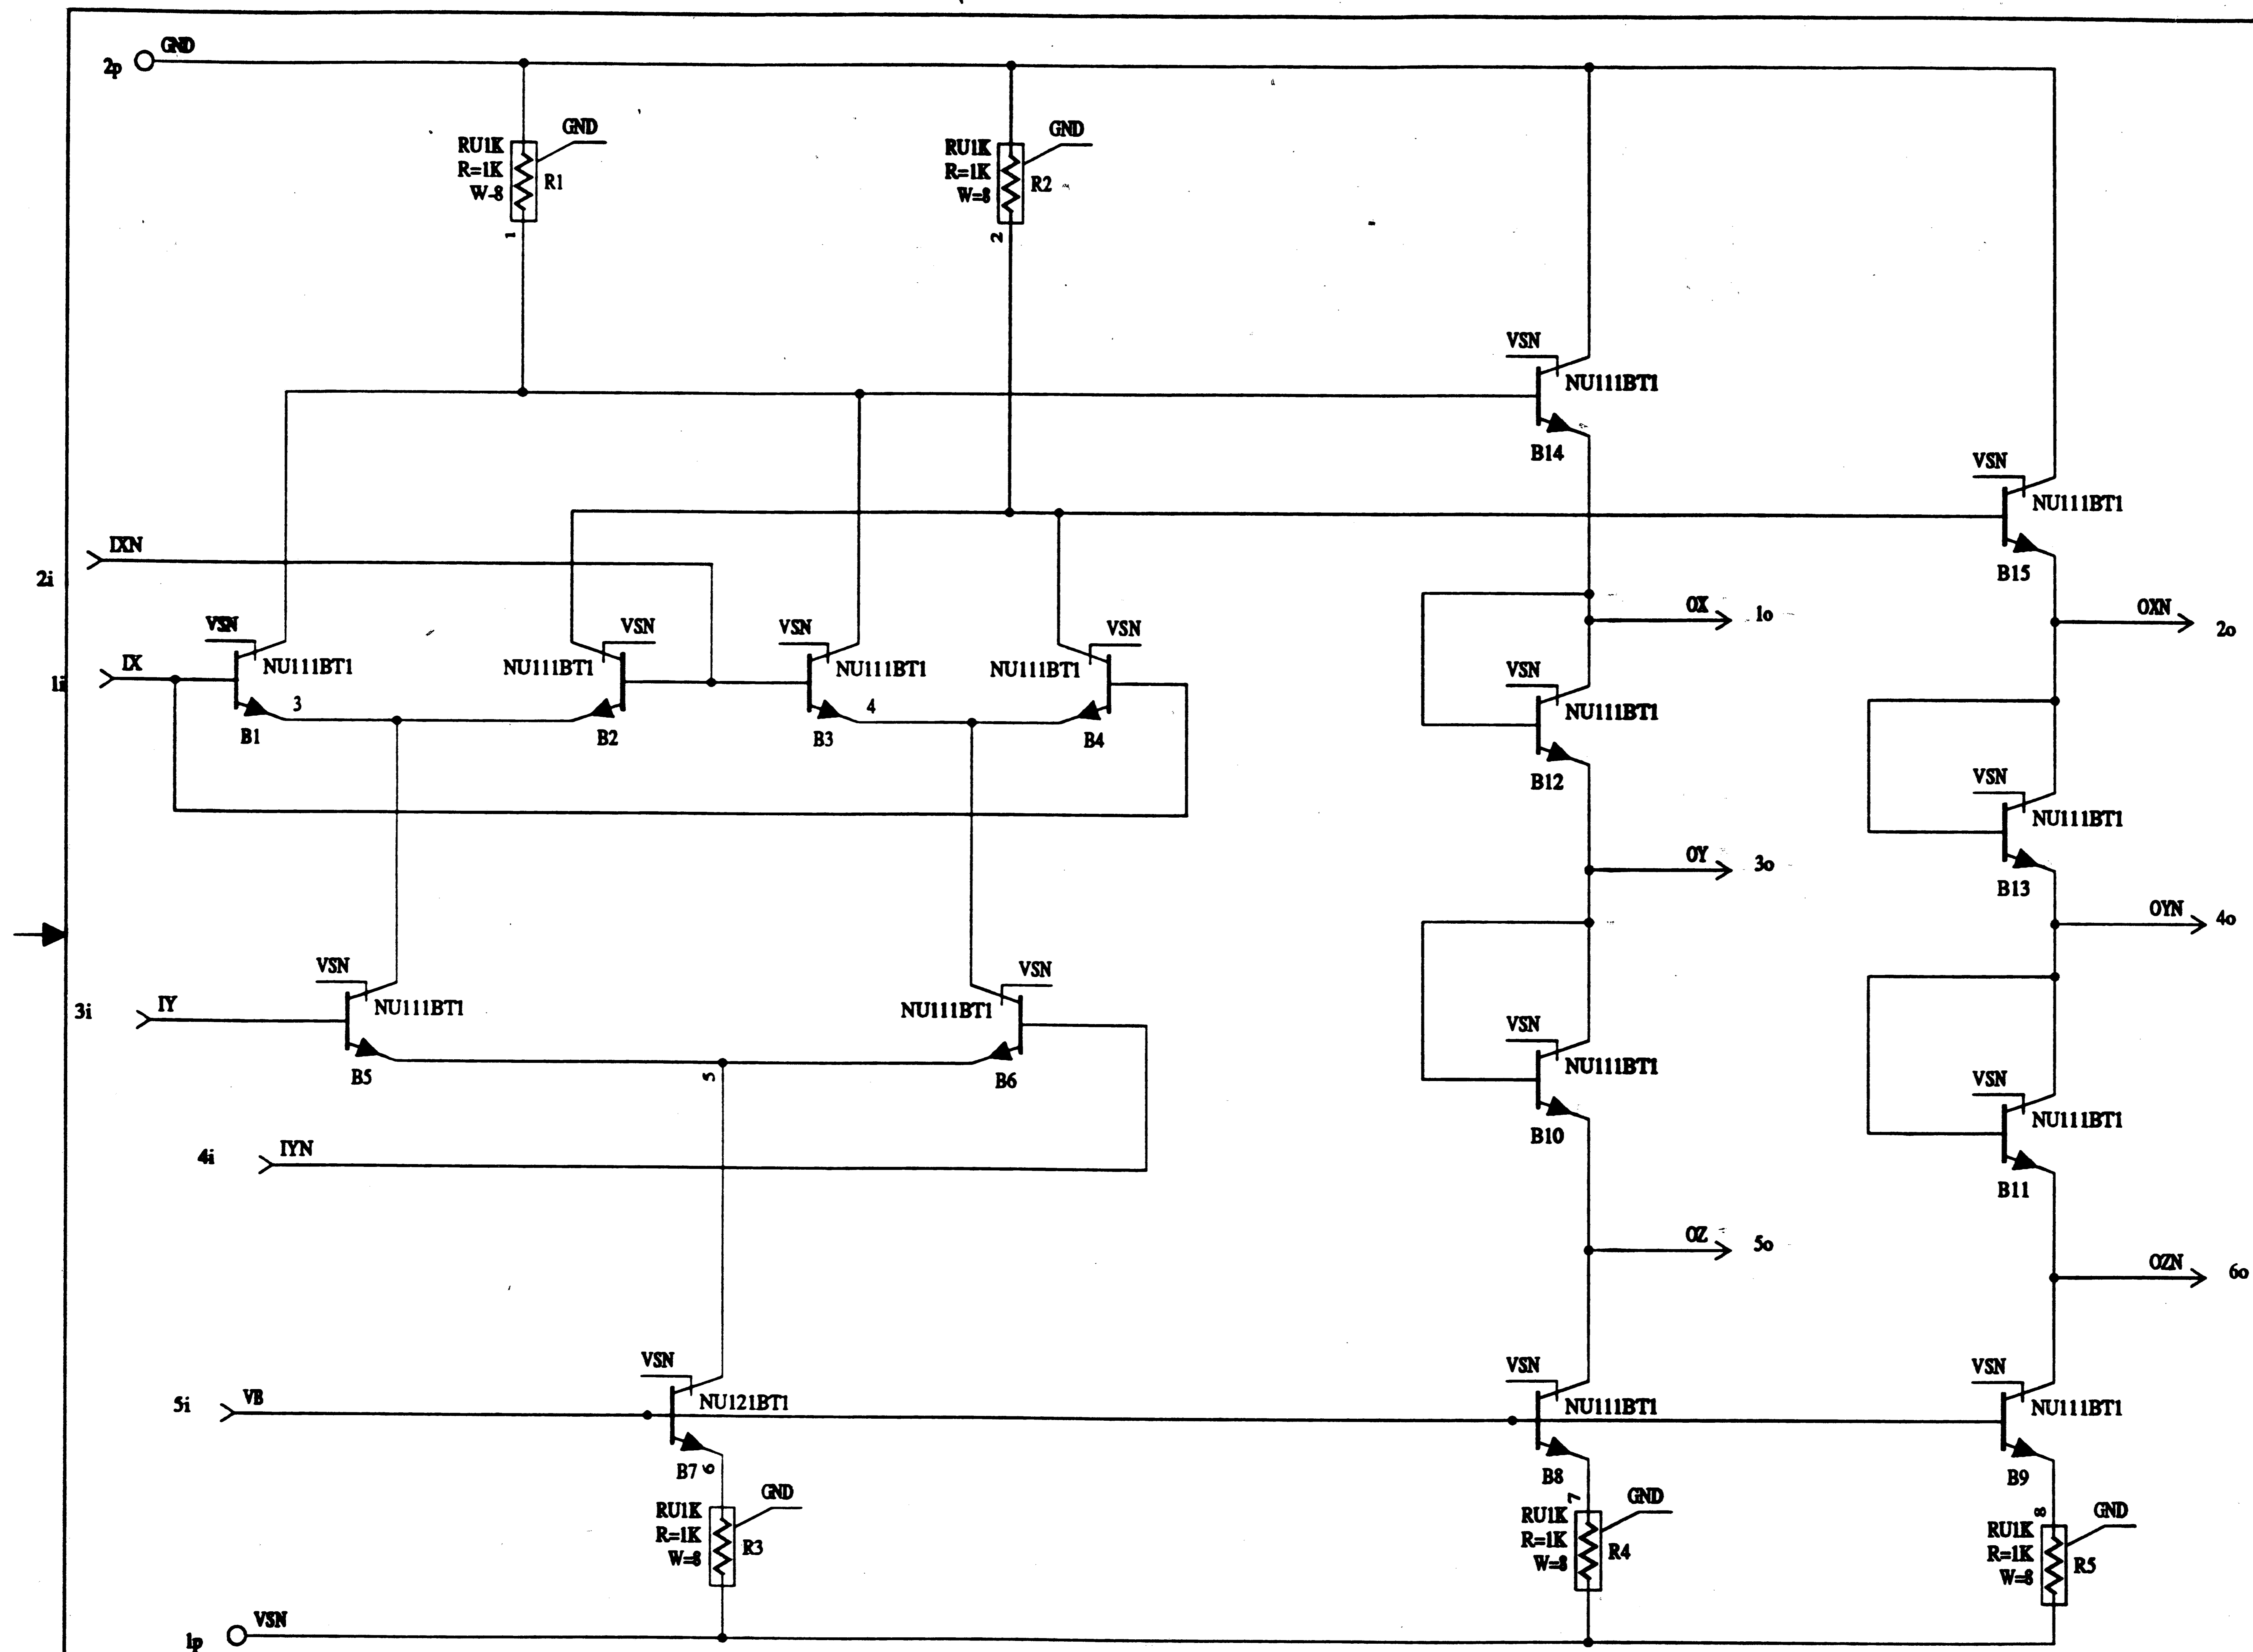 GND
2p
RU1K
R=1K
W-8
GND
R1
1
RU1K
R=1K
W=8
GND
R2
2
VSN
NU111BT1
B14
VSN
NU111BT1
B15
IXN
2i
IX
1i
VSN
NU111BT1
3
B1
VSN
NU111BT1
B2
VSN
NU111BT1
4
B3
VSN
NU111BT1
B4
OX
1o
OXN
2o
VSN
NU111BT1
B12
VSN
NU111BT1
B13
OY
3o
OYN
4o
IY
3i
VSN
NU111BT1
B5
5
VSN
NU111BT1
B6
VSN
NU111BT1
B10
VSN
NU111BT1
B11
IYN
4i
OZ
5o
OZN
6o
VB
5i
VSN
NU121BT1
B7
6
VSN
NU111BT1
B8
7
VSN
NU111BT1
B9
8
RU1K
R=1K
W=8
GND
R3
RU1K
R=1K
W=8
GND
R4
RU1K
R=1K
W=8
GND
R5
VSN
1p